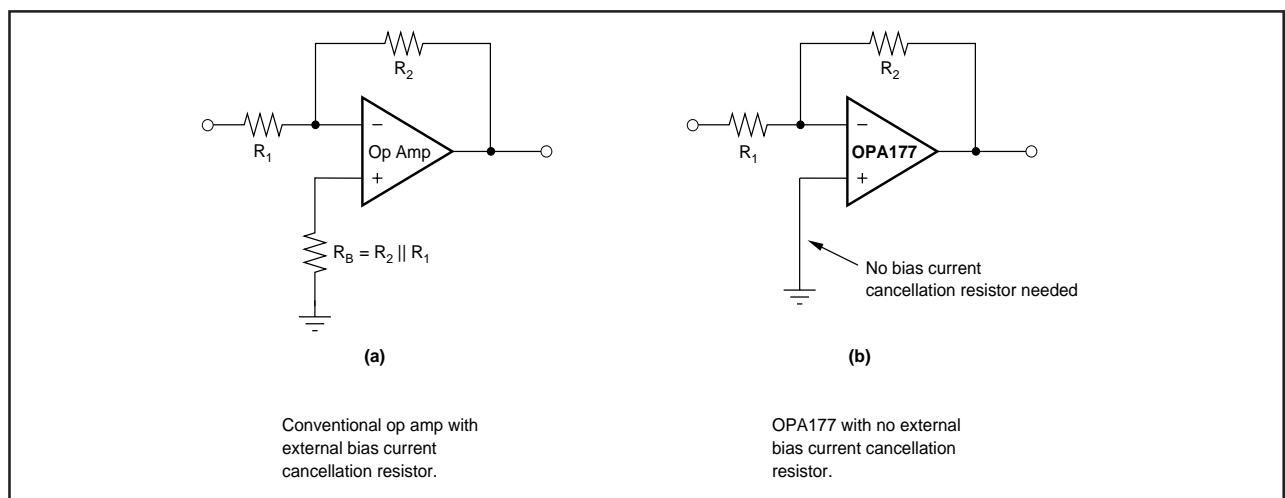 R2
R1
−
Op Amp
+
RB = R2 || R1
(a)
Conventional op amp with
external bias current
cancellation resistor.
R2
R1
−
OPA177
+
No bias current
cancellation resistor needed
(b)
OPA177 with no external
bias current cancellation
resistor.